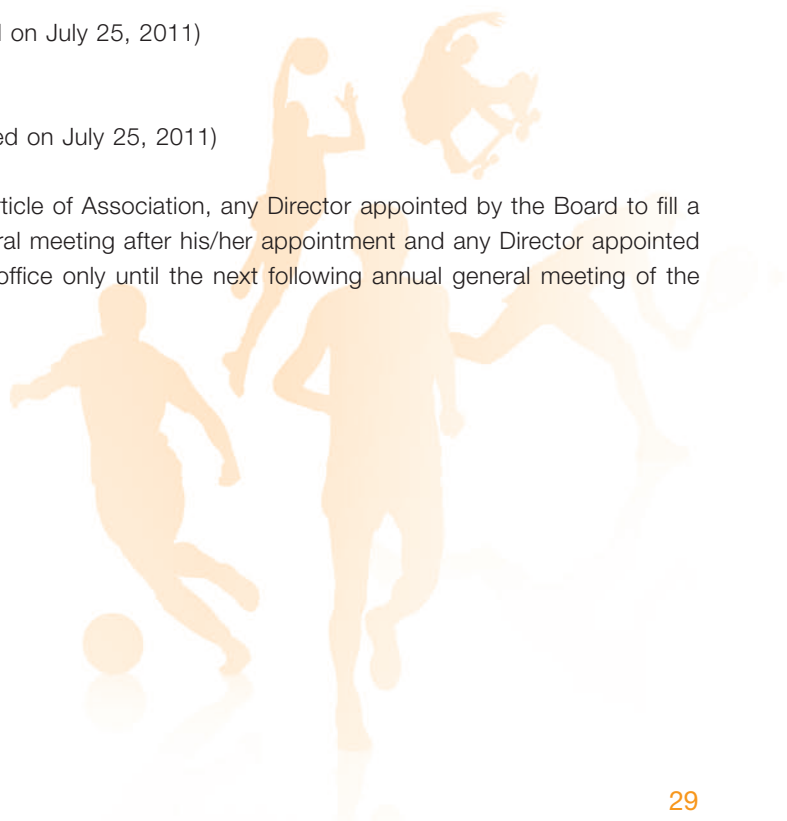 on July 25, 2011)
ed on July 25, 2011)
ticle of Association, any Director appointed by the Board to fill a
ral meeting after his/her appointment and any Director appointed
office only until the next following annual general meeting of the
29